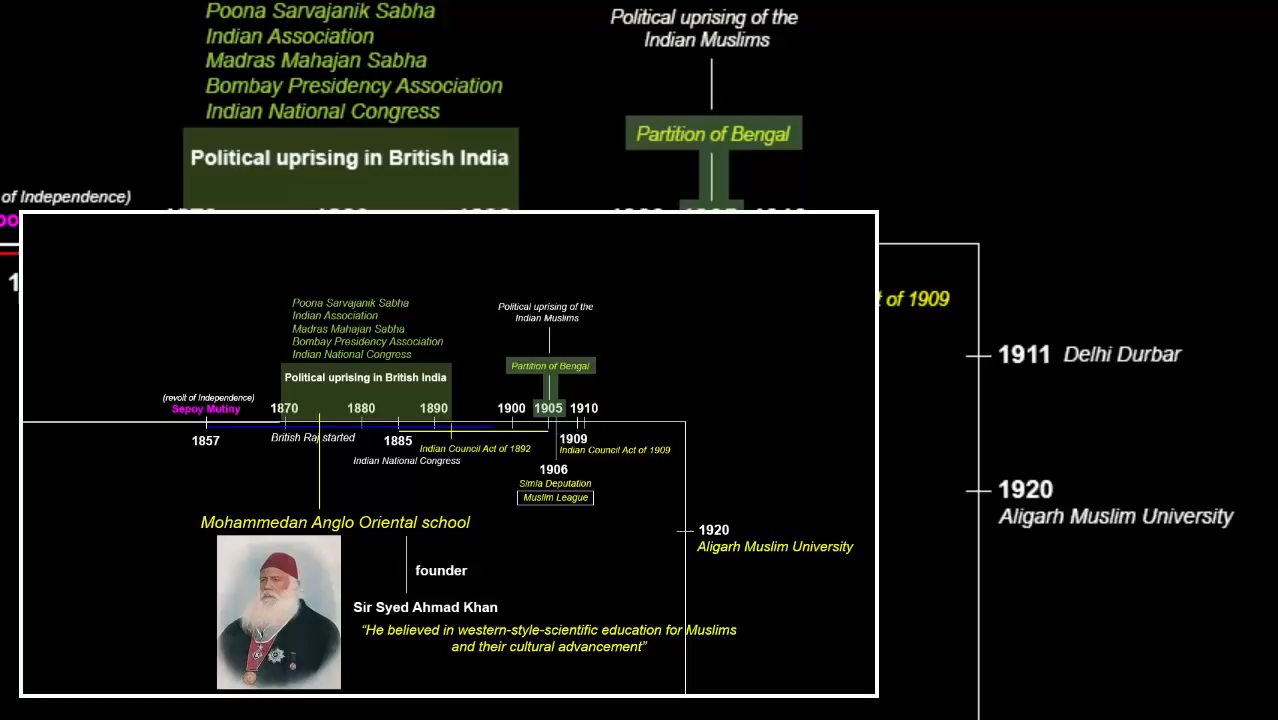 Poona Sarvajanik Sabha
Indian Association
Madras Mahajan Sabha
Bombay Presidency Association
Indian National Congress
Political uprising in British India
Political uprising of the
Indian Muslims
Partition of Bengal
of Independence)
of 1909
1911 Delhi Durbar
1920
Aligarh Muslim University
Poona Sarvajanik Sabha
Indian Association
Madras Mahajan Sabha
Bombay Presidency Association
Indian National Congress
Political uprising in British India
Political uprising of the
Indian Muslims
Partition of Bengal
(revolt of Independence)
Sepoy Mutiny
1870 1880 1890 1900 1905 1910
1857
British Raj started
1885
Indian National Congress
Indian Council Act of 1892
1909
Indian Council Act of 1909
1906
Simla Deputation
Muslim League
Mohammedan Anglo Oriental school
founder
Sir Syed Ahmad Khan
“He believed in western-style-scientific education for Muslims
and their cultural advancement”
1920
Aligarh Muslim University